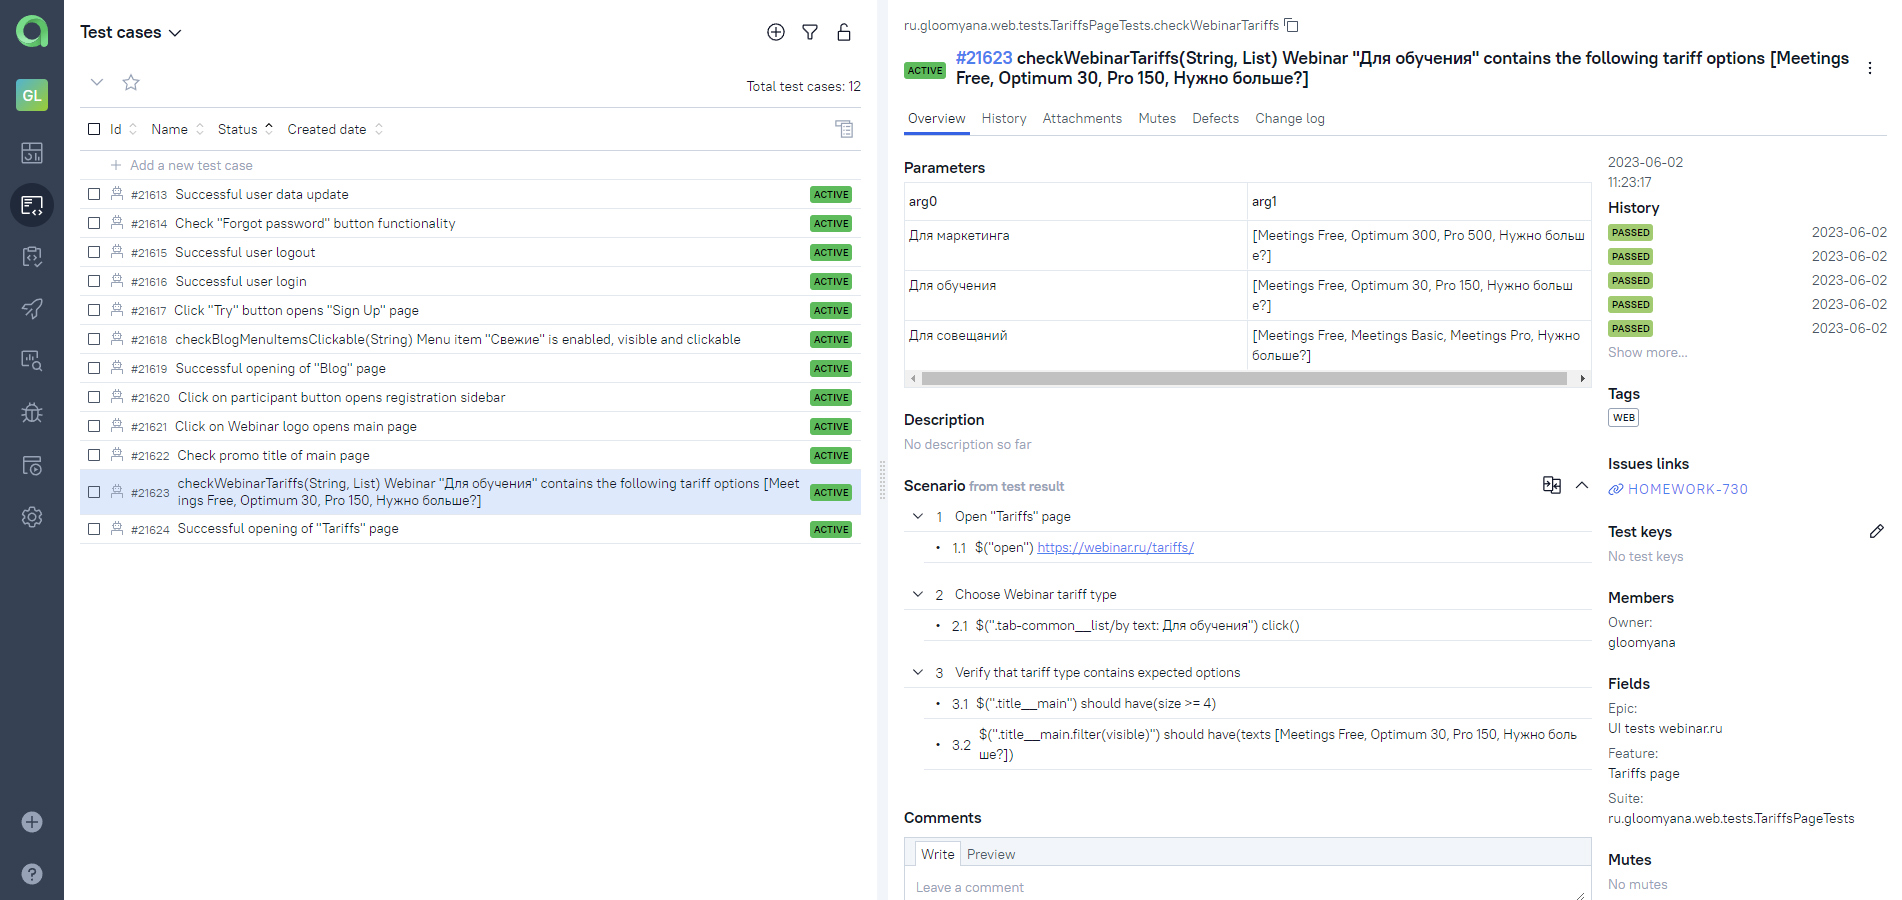 GL
Test cases
Total test cases: 12
Id Name Status Created date
Add a new test case
#21613 Successful user data update ACTIVE
#21614 Check "Forgot password" button functionality ACTIVE
#21615 Successful user logout ACTIVE
#21616 Successful user login ACTIVE
#21617 Click "Try" button opens "Sign Up" page ACTIVE
#21618 checkBlogMenuItemsClickable(String) Menu item "Свежие" is enabled, visible and clickable ACTIVE
#21619 Successful opening of "Blog" page ACTIVE
#21620 Click on participant button opens registration sidebar ACTIVE
#21621 Click on Webinar logo opens main page ACTIVE
#21622 Check promo title of main page ACTIVE
#21623 checkWebinarTariffs(String, List) Webinar "Для обучения" contains the following tariff options [Meet
ings Free, Optimum 30, Pro 150, Нужно больше?] ACTIVE
#21624 Successful opening of "Tariffs" page ACTIVE
ru.gloomyana.web.tests.TariffsPageTests.checkWebinarTariffs
ACTIVE #21623 checkWebinarTariffs(String, List) Webinar "Для обучения" contains the following tariff options [Meetings
Free, Optimum 30, Pro 150, Нужно больше?]
Overview History Attachments Mutes Defects Change log
Parameters
arg0 arg1
Для маркетинга [Meetings Free, Optimum 300, Pro 500, Нужно больш
е?]
Для обучения [Meetings Free, Optimum 30, Pro 150, Нужно больш
е?]
Для совещаний [Meetings Free, Meetings Basic, Meetings Pro, Нужно
больше?]
Description
No description so far
Scenario from test result
1 Open "Tariffs" page
• 1.1 $("open") https://webinar.ru/tariffs/
2 Choose Webinar tariff type
• 2.1 $(".tab-common__list/by text: Для обучения") click()
3 Verify that tariff type contains expected options
• 3.1 $(".title__main") should have(size >= 4)
• 3.2 $(".title__main.filter(visible)") should have(texts [Meetings Free, Optimum 30, Pro 150, Нужно боль
ше?])
Comments
Write Preview
Leave a comment
2023-06-02
11:23:17
History
PASSED 2023-06-02
PASSED 2023-06-02
PASSED 2023-06-02
PASSED 2023-06-02
PASSED 2023-06-02
Show more...
Tags
WEB
Issues links
HOMEWORK-730
Test keys
No test keys
Members
Owner:
gloomyana
Fields
Epic:
UI tests webinar.ru
Feature:
Tariffs page
Suite:
ru.gloomyana.web.tests.TariffsPageTests
Mutes
No mutes